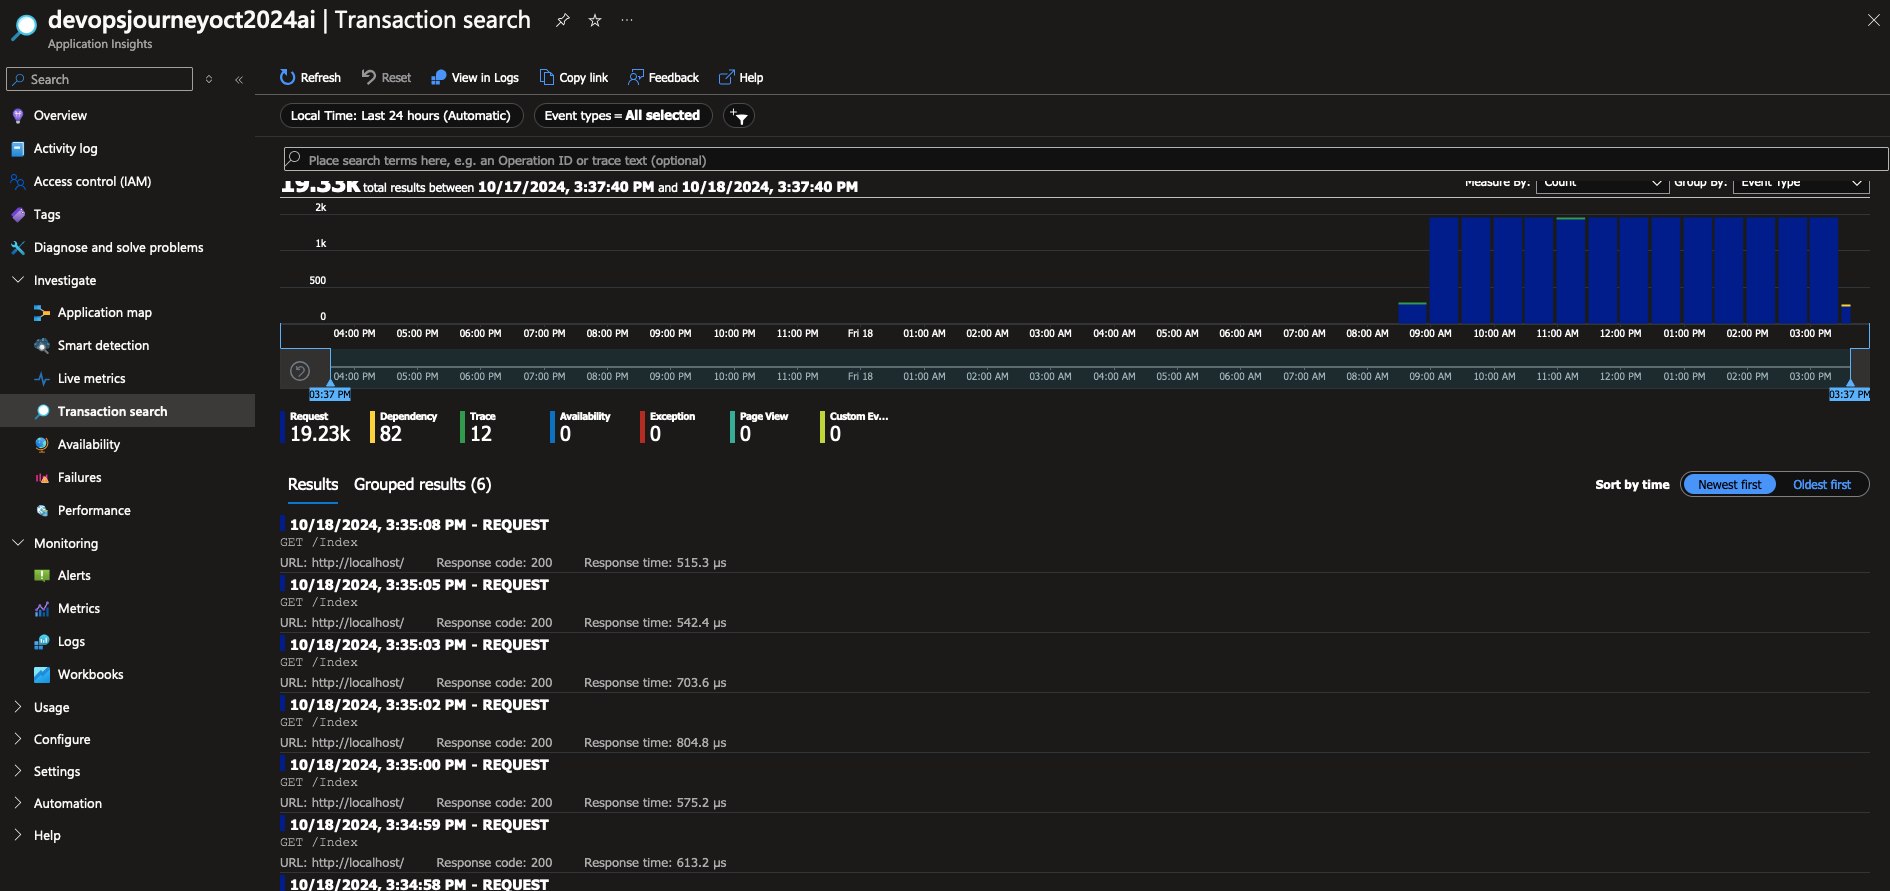 devopsjourneyoct2024ai | Transaction search
Application Insights
Search
Refresh Reset View in Logs Copy link Feedback Help
Local Time: Last 24 hours (Automatic) Event types = All selected
Place search terms here, e.g. an Operation ID or trace text (optional)
19.33k total results between 10/17/2024, 3:37:40 PM and 10/18/2024, 3:37:40 PM
Measure By: Count Group By: Event Type
Overview
Activity log
Access control (IAM)
Tags
Diagnose and solve problems
Investigate
Application map
Smart detection
Live metrics
Transaction search
Availability
Failures
Performance
Monitoring
Alerts
Metrics
Logs
Workbooks
Usage
Configure
Settings
Automation
Help
2k
1k
500
0
04:00 PM 05:00 PM 06:00 PM 07:00 PM 08:00 PM 09:00 PM 10:00 PM 11:00 PM Fri 18 01:00 AM 02:00 AM 03:00 AM 04:00 AM 05:00 AM 06:00 AM 07:00 AM 08:00 AM 09:00 AM 10:00 AM 11:00 AM 12:00 PM 01:00 PM 02:00 PM 03:00 PM
04:00 PM 05:00 PM 06:00 PM 07:00 PM 08:00 PM 09:00 PM 10:00 PM 11:00 PM Fri 18 01:00 AM 02:00 AM 03:00 AM 04:00 AM 05:00 AM 06:00 AM 07:00 AM 08:00 AM 09:00 AM 10:00 AM 11:00 AM 12:00 PM 01:00 PM 02:00 PM 03:00 PM
03:37 PM 03:37 PM
Request Dependency Trace Availability Exception Page View Custom Ev...
19.23k 82 12 0 0 0 0
Results Grouped results (6)
Sort by time Newest first Oldest first
10/18/2024, 3:35:08 PM - REQUEST
GET /Index
URL: http://localhost/ Response code: 200 Response time: 515.3 µs
10/18/2024, 3:35:05 PM - REQUEST
GET /Index
URL: http://localhost/ Response code: 200 Response time: 542.4 µs
10/18/2024, 3:35:03 PM - REQUEST
GET /Index
URL: http://localhost/ Response code: 200 Response time: 703.6 µs
10/18/2024, 3:35:02 PM - REQUEST
GET /Index
URL: http://localhost/ Response code: 200 Response time: 804.8 µs
10/18/2024, 3:35:00 PM - REQUEST
GET /Index
URL: http://localhost/ Response code: 200 Response time: 575.2 µs
10/18/2024, 3:34:59 PM - REQUEST
GET /Index
URL: http://localhost/ Response code: 200 Response time: 613.2 µs
10/18/2024, 3:34:58 PM - REQUEST